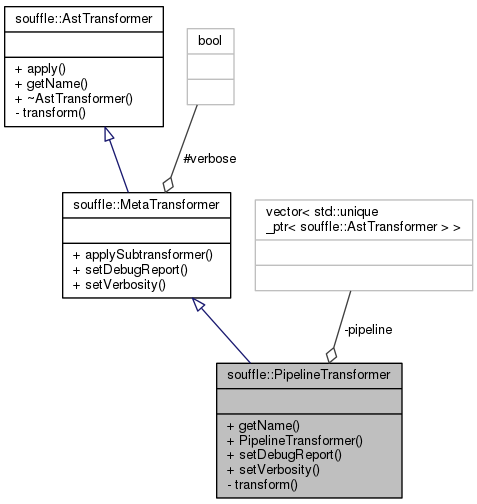 souffle::AstTransformer
+ apply()
+ getName()
+ ~AstTransformer()
- transform()
bool
#verbose
souffle::MetaTransformer
+ applySubtransformer()
+ setDebugReport()
+ setVerbosity()
vector< std::unique
_ptr< souffle::AstTransformer > >
-pipeline
souffle::PipelineTransformer
+ getName()
+ PipelineTransformer()
+ setDebugReport()
+ setVerbosity()
- transform()